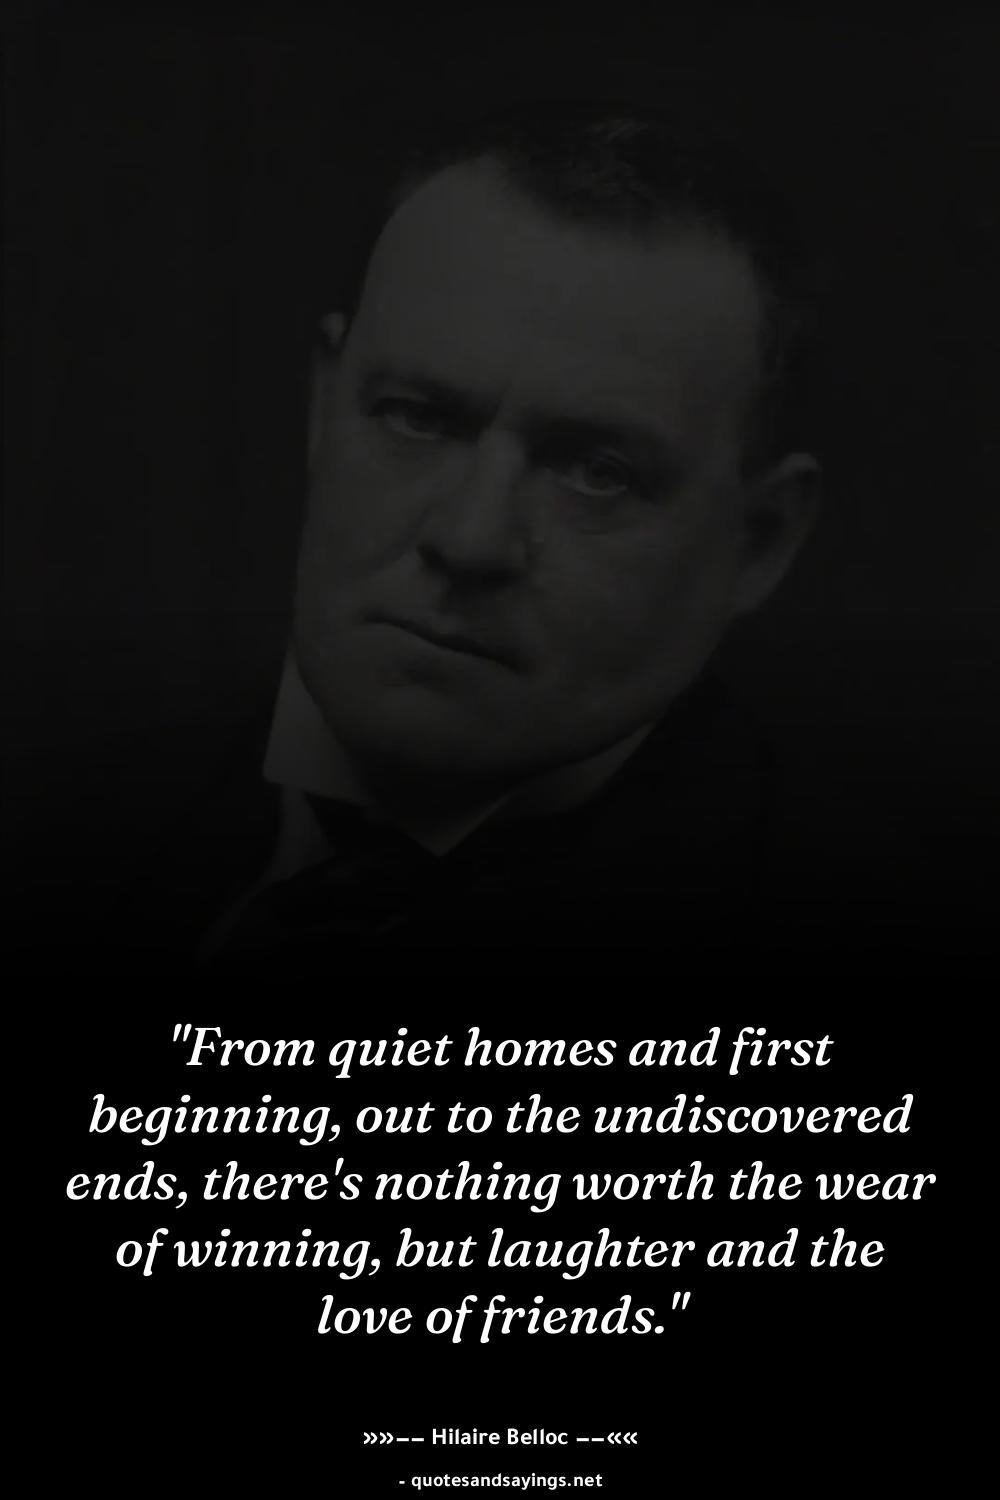 "From quiet homes and first
beginning, out to the undiscovered
ends, there's nothing worth the wear
of winning, but laughter and the
love of friends."
»»−− Hilaire Belloc −−««
- quotesandsayings.net